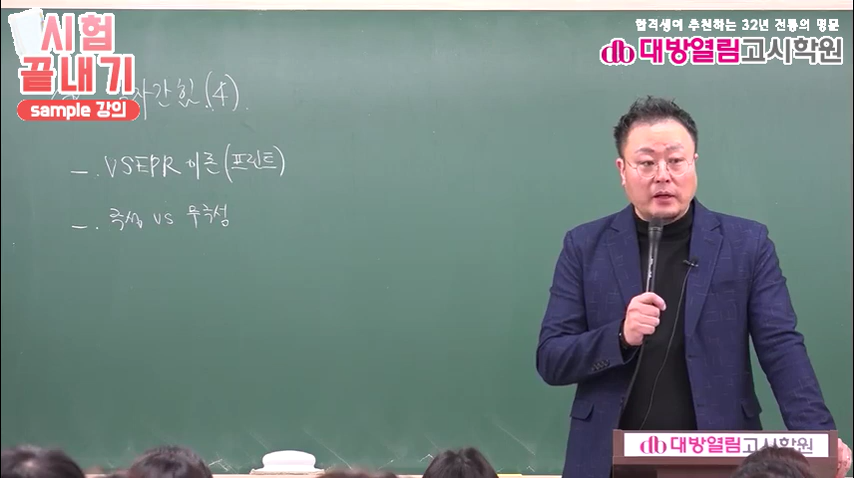 시험
끝내기
sample 강의
합격생이 추천하는 32년 전통의 명문
대방열림고시학원
자간힘.(4).
-. VSEPR 이론 (프린트)
-. 극성 vs 무극성
대방열림고시학원